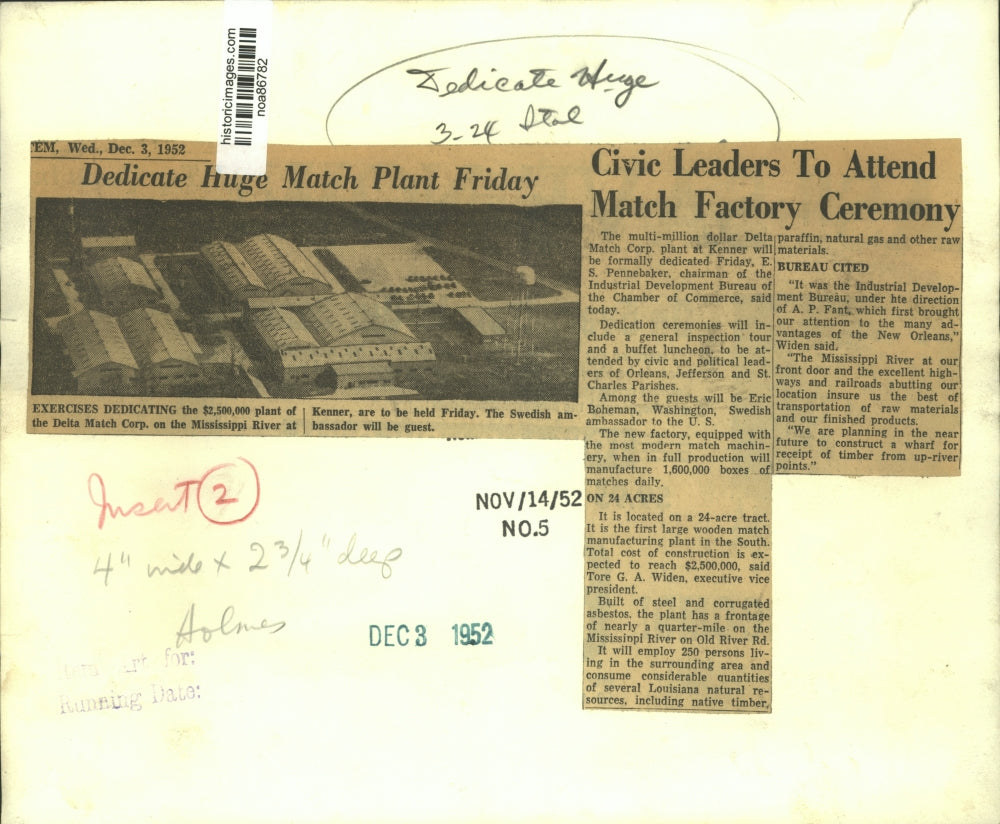 historicimages.com
noa86782
Dedicate Huge
3-24 Ital
EM, Wed., Dec. 3, 1952
Dedicate Huge Match Plant Friday
EXERCISES DEDICATING the $2,500,000 plant of
the Delta Match Corp. on the Mississippi River at
Kenner, are to be held Friday. The Swedish am-
bassador will be guest.
Civic Leaders To Attend
Match Factory Ceremony
The multi-million dollar Delta
Match Corp. plant at Kenner will
be formally dedicated Friday, E.
S. Pennebaker, chairman of the
Industrial Development Bureau of
the Chamber of Commerce, said
today.
Dedication ceremonies will in-
clude a general inspection tour
and a buffet luncheon, to be at-
tended by civic and political lead-
ers of Orleans, Jefferson and St.
Charles Parishes.
Among the guests will be Eric
Boheman, Washington, Swedish
ambassador to the U. S.
The new factory, equipped with
the most modern match machin-
ery, when in full production will
manufacture 1,600,000 boxes of
matches daily.
ON 24 ACRES
It is located on a 24-acre tract.
It is the first large wooden match
manufacturing plant in the South.
Total cost of construction is ex-
pected to reach $2,500,000, said
Tore G. A. Widen, executive vice
president.
Built of steel and corrugated
asbestos, the plant has a frontage
of nearly a quarter-mile on the
Mississippi River on Old River Rd.
It will employ 250 persons liv-
ing in the surrounding area and
consume considerable quantities
of several Louisiana natural re-
sources, including native timber,
paraffin, natural gas and other raw
materials.
BUREAU CITED
"It was the Industrial Develop-
ment Bureau, under hte direction
of A. P. Fant, which first brought
our attention to the many ad-
vantages of the New Orleans,"
Widen said.
"The Mississippi River at our
front door and the excellent high-
ways and railroads abutting our
location insure us the best of
transportation of raw materials
and our finished products.
"We are planning in the near
future to construct a wharf for
receipt of timber from up-river
points."
Insert 2
4" wide x 2 3/4" deep
Holmes
NOV/14/52
NO.5
DEC 3 1952
for:
Running Date: